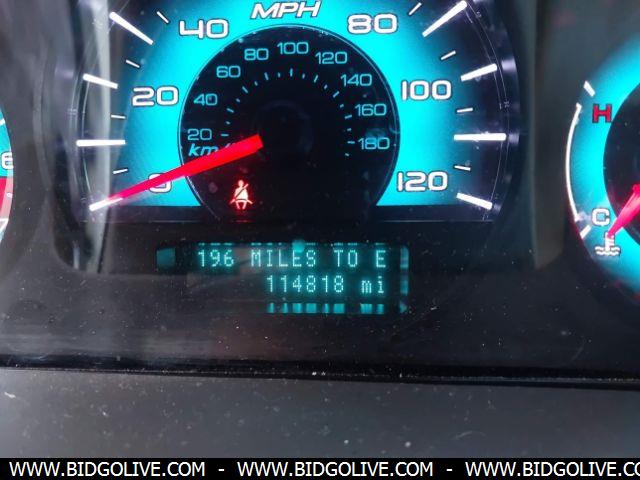 MPH
40 80
80 100 120
60 140
20 40 160 120
20 180
km/
0 120
H
C
E
196 MILES TO E
114818 mi
WWW.BIDGOLIVE.COM - WWW.BIDGOLIVE.COM - WWW.BIDGOLIVE.COM